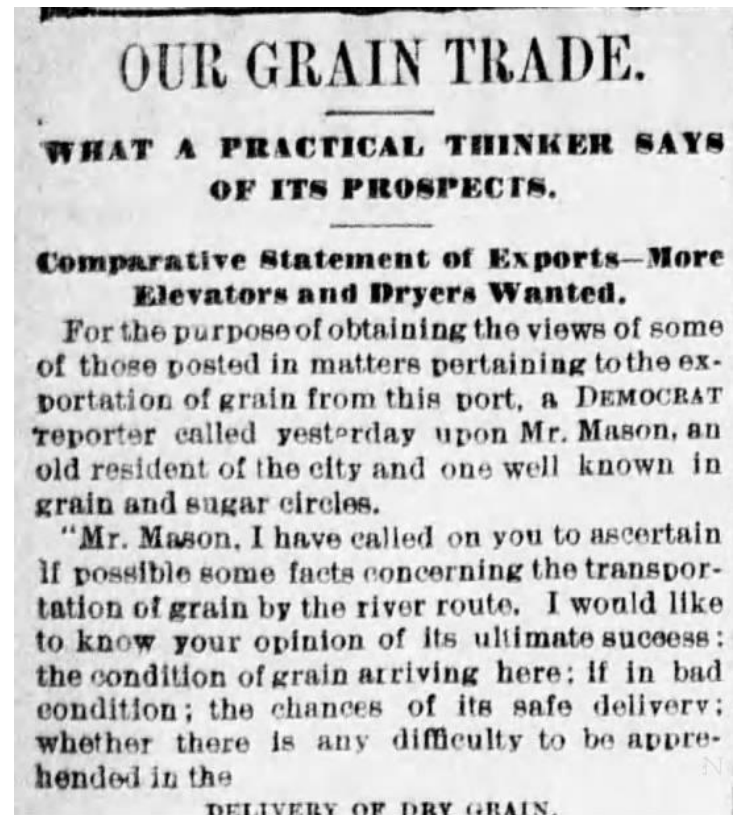 OUR GRAIN TRADE.
WHAT A PRACTICAL THINKER SAYS
OF ITS PROSPECTS.
Comparative Statement of Exports—More
Elevators and Dryers Wanted.
For the purpose of obtaining the views of some
of those posted in matters pertaining to the ex-
portation of grain from this port, a DEMOCRAT
reporter called yesterday upon Mr. Mason, an
old resident of the city and one well known in
grain and sugar circles.
"Mr. Mason, I have called on you to ascertain
if possible some facts concerning the transpor-
tation of grain by the river route. I would like
to know your opinion of its ultimate success;
the condition of grain arriving here; if in bad
condition; the chances of its safe delivery;
whether there is any difficulty to be appre-
hended in the
DELIVERY OF DRY GRAIN.